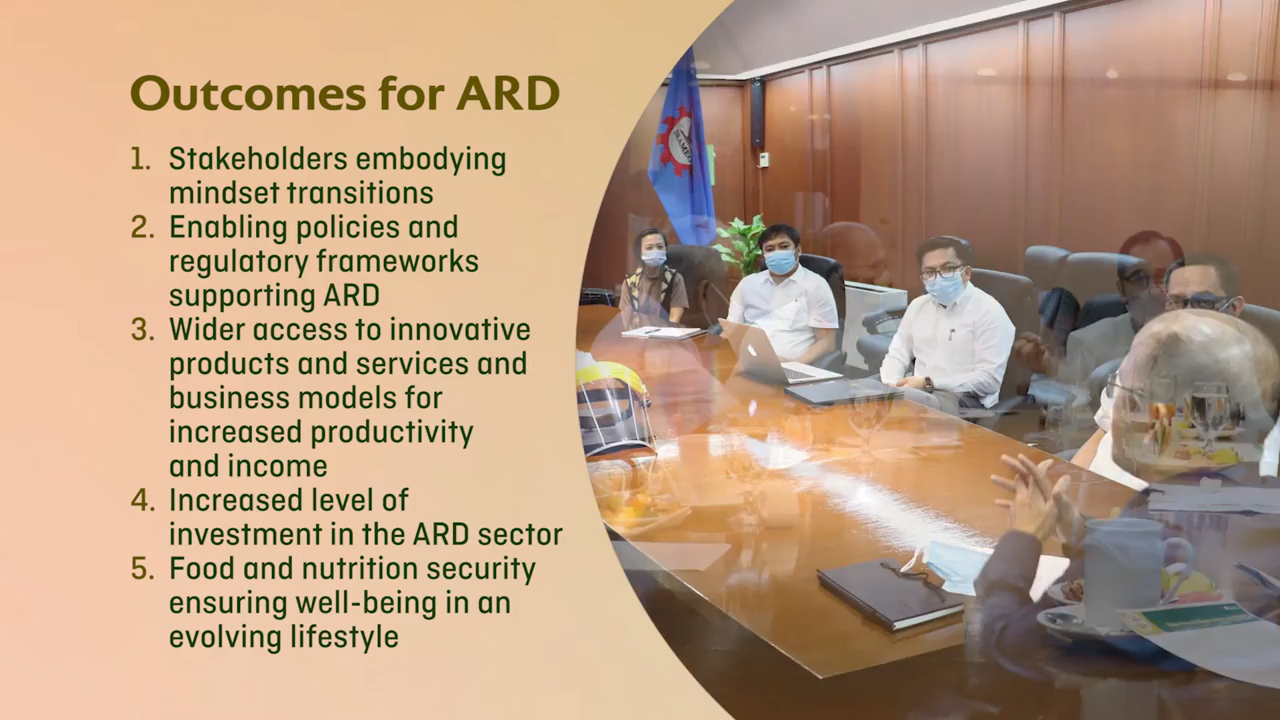 Outcomes for ARD
1. Stakeholders embodying
mindset transitions
2. Enabling policies and
regulatory frameworks
supporting ARD
3. Wider access to innovative
products and services and
business models for
increased productivity
and income
4. Increased level of
investment in the ARD sector
5. Food and nutrition security
ensuring well-being in an
evolving lifestyle